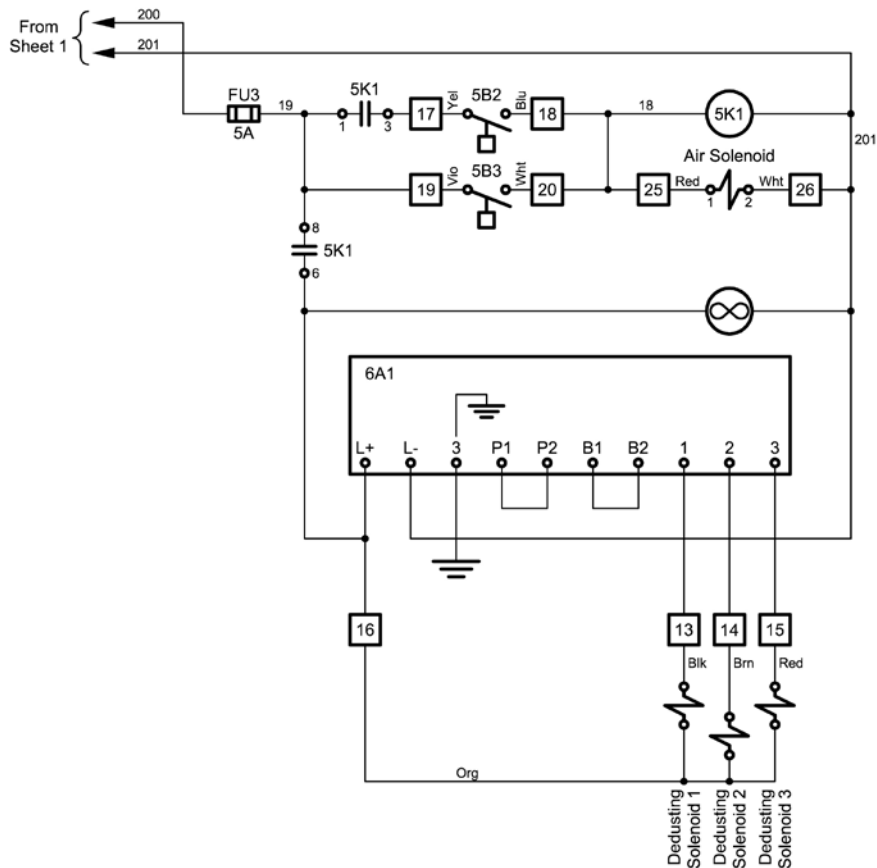 From
Sheet 1
200
201
FU3
5A
19
5K1
1
3
17
Yel
5B2
Blu
18
18
5K1
201
19
Vio
5B3
Wht
20
Air Solenoid
25
Red
1
2
Wht
26
8
5K1
6
6A1
L+
L-
3
P1
P2
B1
B2
1
2
3
16
13
14
15
Blk
Brn
Red
Org
Dedusting
Solenoid 1
Dedusting
Solenoid 2
Dedusting
Solenoid 3